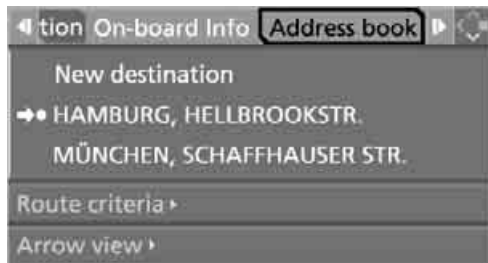 tion On-board Info Address book
New destination
HAMBURG, HELLBROOKSTR.
MÜNCHEN, SCHAFFHAUSER STR.
Route criteria
Arrow view